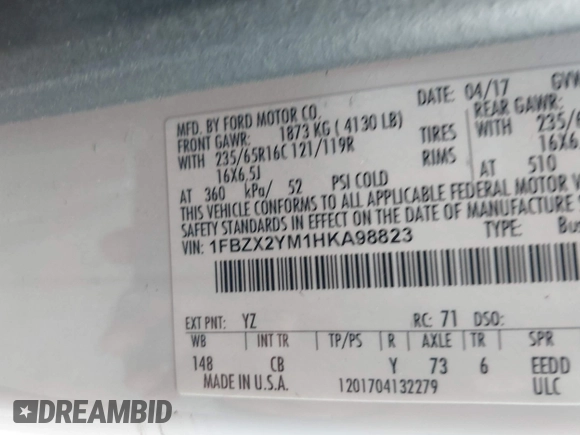 MFD. BY FORD MOTOR CO.
DATE: 04/17
FRONT GAWR: 1873 KG ( 4130 LB)
REAR GAWR:
WITH 235/65R16C 121/119R TIRES
WITH
16X6.5J RIMS
AT 360 kPa/ 52 PSI COLD
AT 510
THIS VEHICLE CONFORMS TO ALL APPLICABLE FEDERAL MOTOR
SAFETY STANDARDS IN EFFECT ON THE DATE OF MANUFACTURE
VIN: 1FBZX2YM1HKA98823
TYPE:
EXT PNT: YZ RC: 71 DSO:
WB INT TR TP/PS R AXLE TR SPR
148 CB Y 73 6 EEDD
MADE IN U.S.A. 1201704132279 ULC
DREAMBID